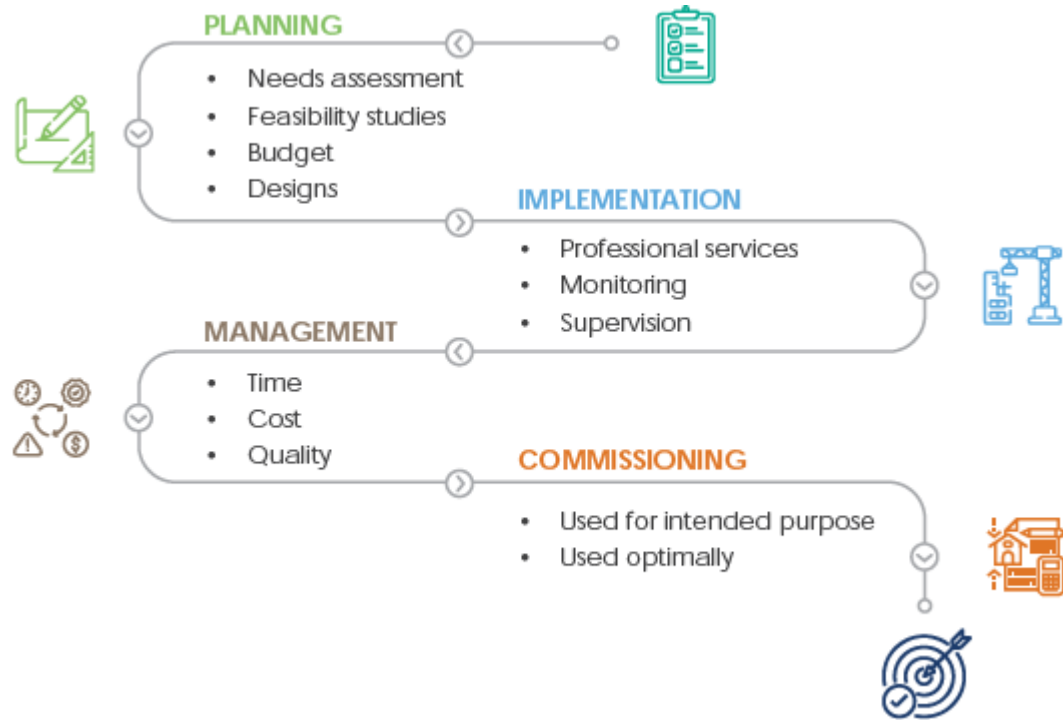 PLANNING
• Needs assessment
• Feasibility studies
• Budget
• Designs
IMPLEMENTATION
• Professional services
• Monitoring
• Supervision
MANAGEMENT
• Time
• Cost
• Quality
COMMISSIONING
• Used for intended purpose
• Used optimally